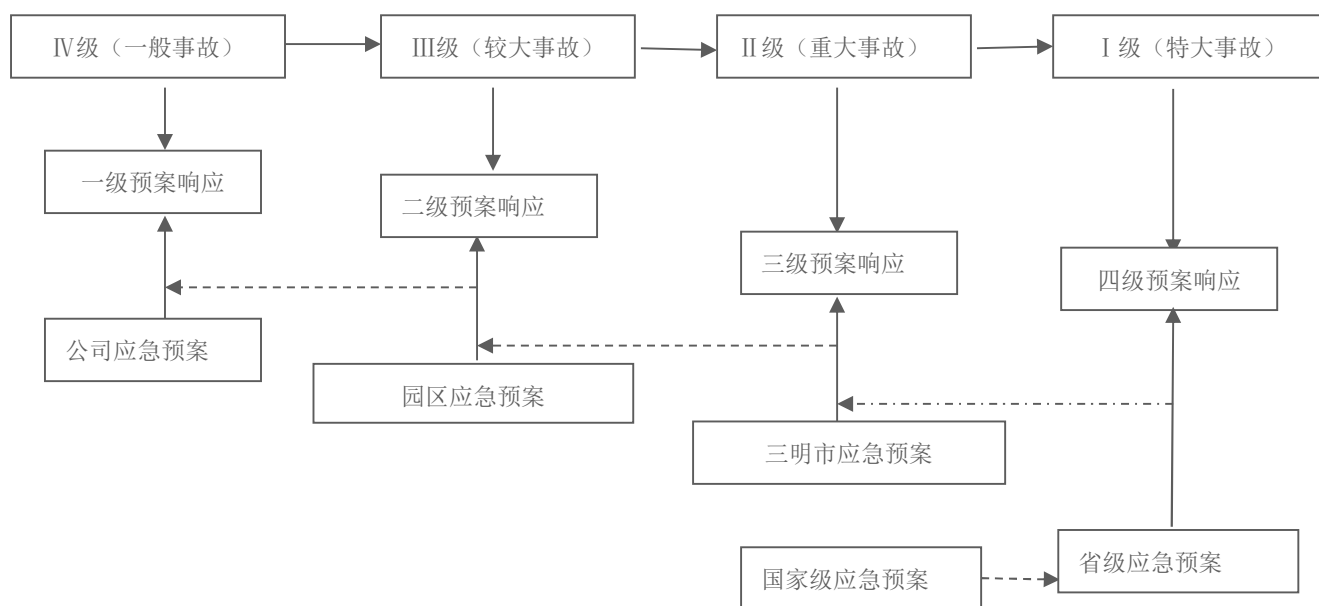 Ⅳ级（一般事故）
Ⅲ级（较大事故）
Ⅱ级（重大事故）
Ⅰ级（特大事故）
一级预案响应
二级预案响应
三级预案响应
四级预案响应
公司应急预案
园区应急预案
三明市应急预案
国家级应急预案
省级应急预案